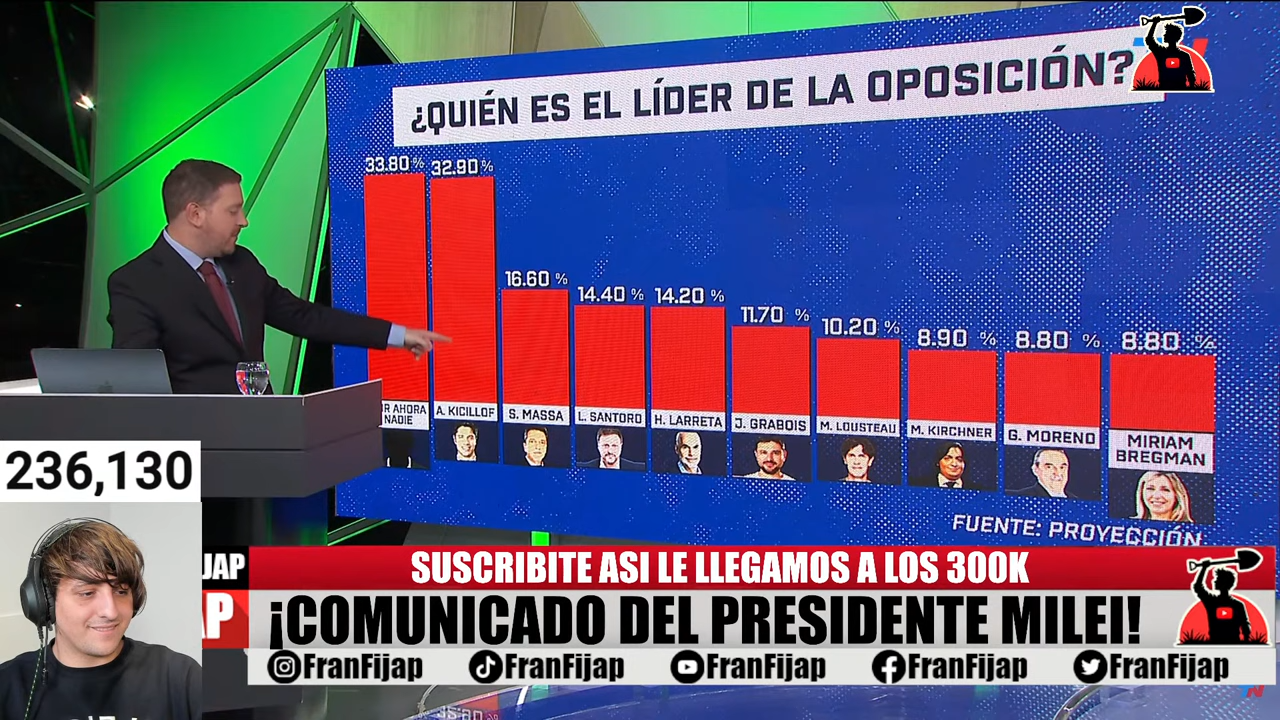 ¿QUIÉN ES EL LÍDER DE LA OPOSICIÓN?
33.80 % 32.90 % 16.60 % 14.40 % 14.20 % 11.70 % 10.20 % 8.90 % 8.80 % 8.80 %
AHORA NADIE
A. KICILLOF
S. MASSA
L. SANTORO
H. LARRETA
J. GRABOIS
M. LOUSTEAU
M. KIRCHNER
G. MORENO
MIRIAM
BREGMAN
FUENTE: PROYECCIÓN
236,130
SUSCRIBITE ASI LE LLEGAMOS A LOS 300K
¡COMUNICADO DEL PRESIDENTE MILEI!
FranFijap FranFijap FranFijap FranFijap FranFijap
TN